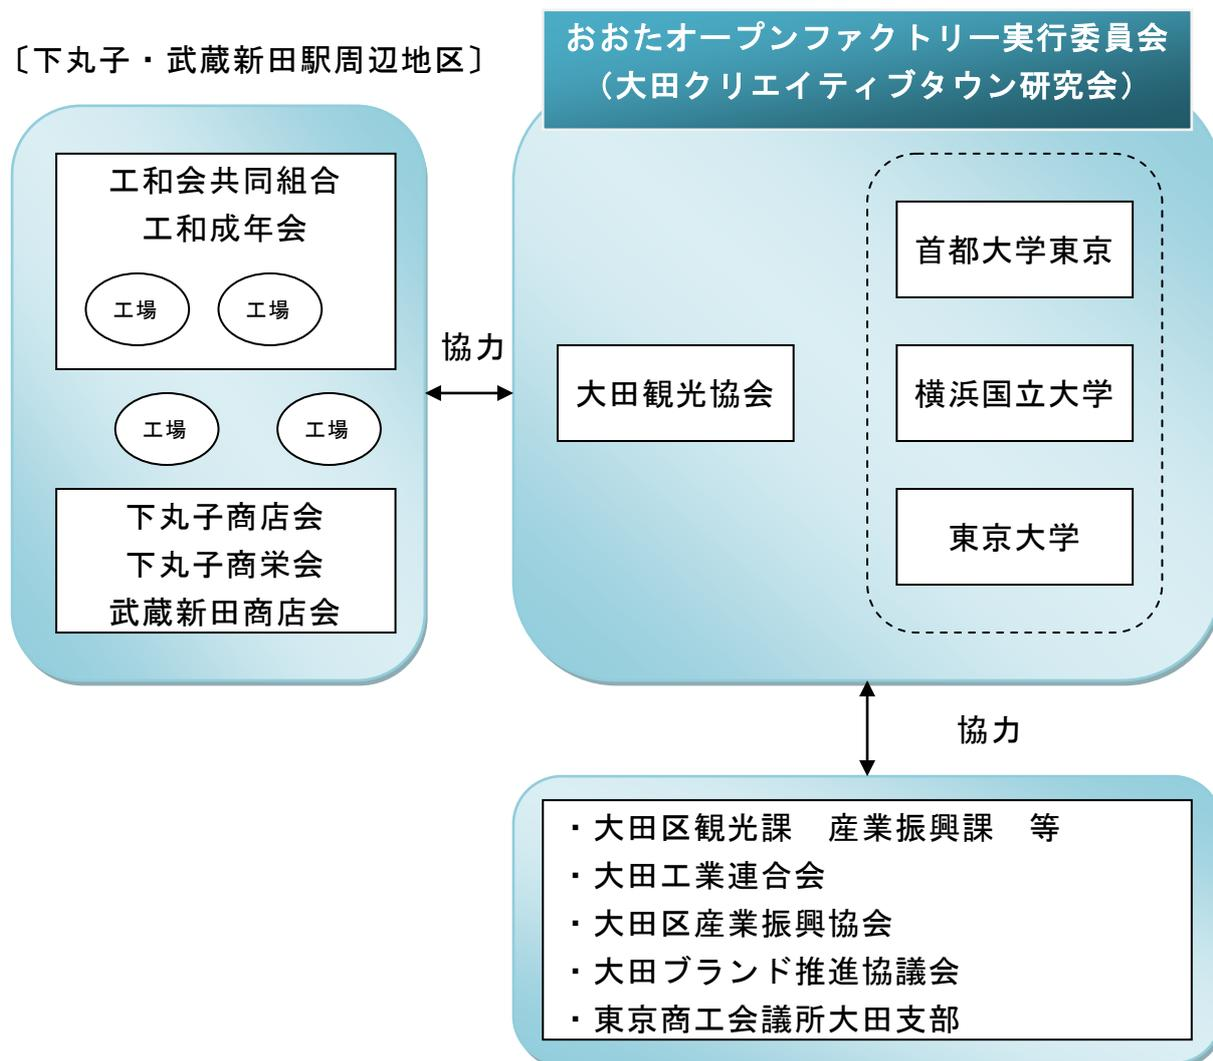 〔下丸子・武蔵新田駅周辺地区〕
工和会共同組合
工和成年会
工場
工場
工場
工場
下丸子商店会
下丸子商栄会
武蔵新田商店会
協力
おおたオープンファクトリー実行委員会
（大田クリエイティブタウン研究会）
大田観光協会
首都大学東京
横浜国立大学
東京大学
協力
・大田区観光課　産業振興課　等
・大田工業連合会
・大田区産業振興協会
・大田ブランド推進協議会
・東京商工会議所大田支部